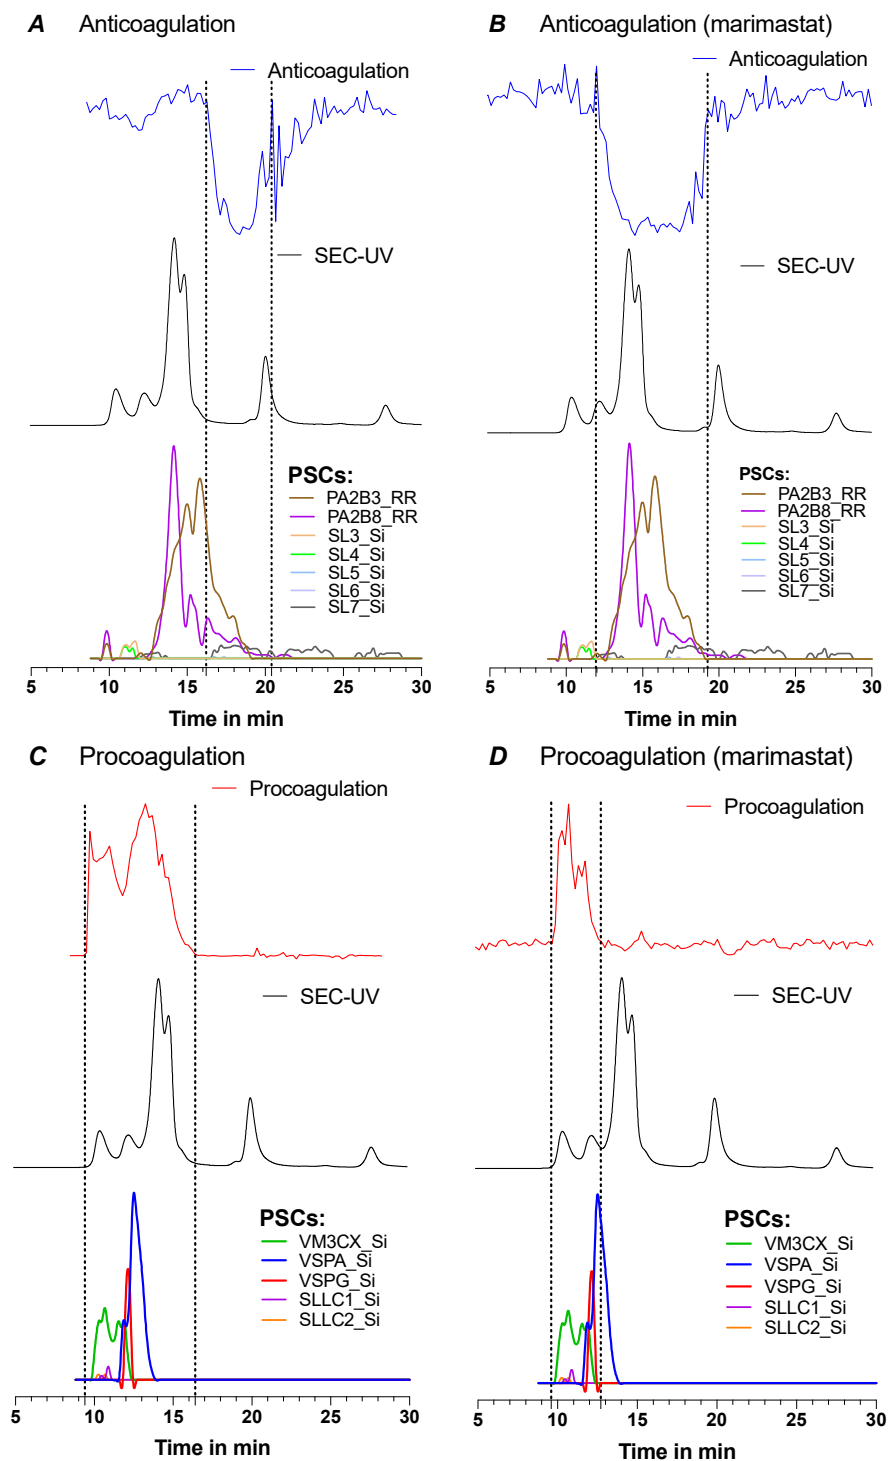 A Anticoagulation
Anticoagulation
SEC-UV
PSCs:
PA2B3_RR
PA2B8_RR
SL3_Si
SL4_Si
SL5_Si
SL6_Si
SL7_Si
5 10 15 20 25 30
Time in min
B Anticoagulation (marimastat)
Anticoagulation
SEC-UV
PSCs:
PA2B3_RR
PA2B8_RR
SL3_Si
SL4_Si
SL5_Si
SL6_Si
SL7_Si
5 10 15 20 25 30
Time in min
C Procoagulation
Procoagulation
SEC-UV
PSCs:
VM3CX_Si
VSPA_Si
VSPG_Si
SLLC1_Si
SLLC2_Si
5 10 15 20 25 30
Time in min
D Procoagulation (marimastat)
Procoagulation
SEC-UV
PSCs:
VM3CX_Si
VSPA_Si
VSPG_Si
SLLC1_Si
SLLC2_Si
5 10 15 20 25 30
Time in min